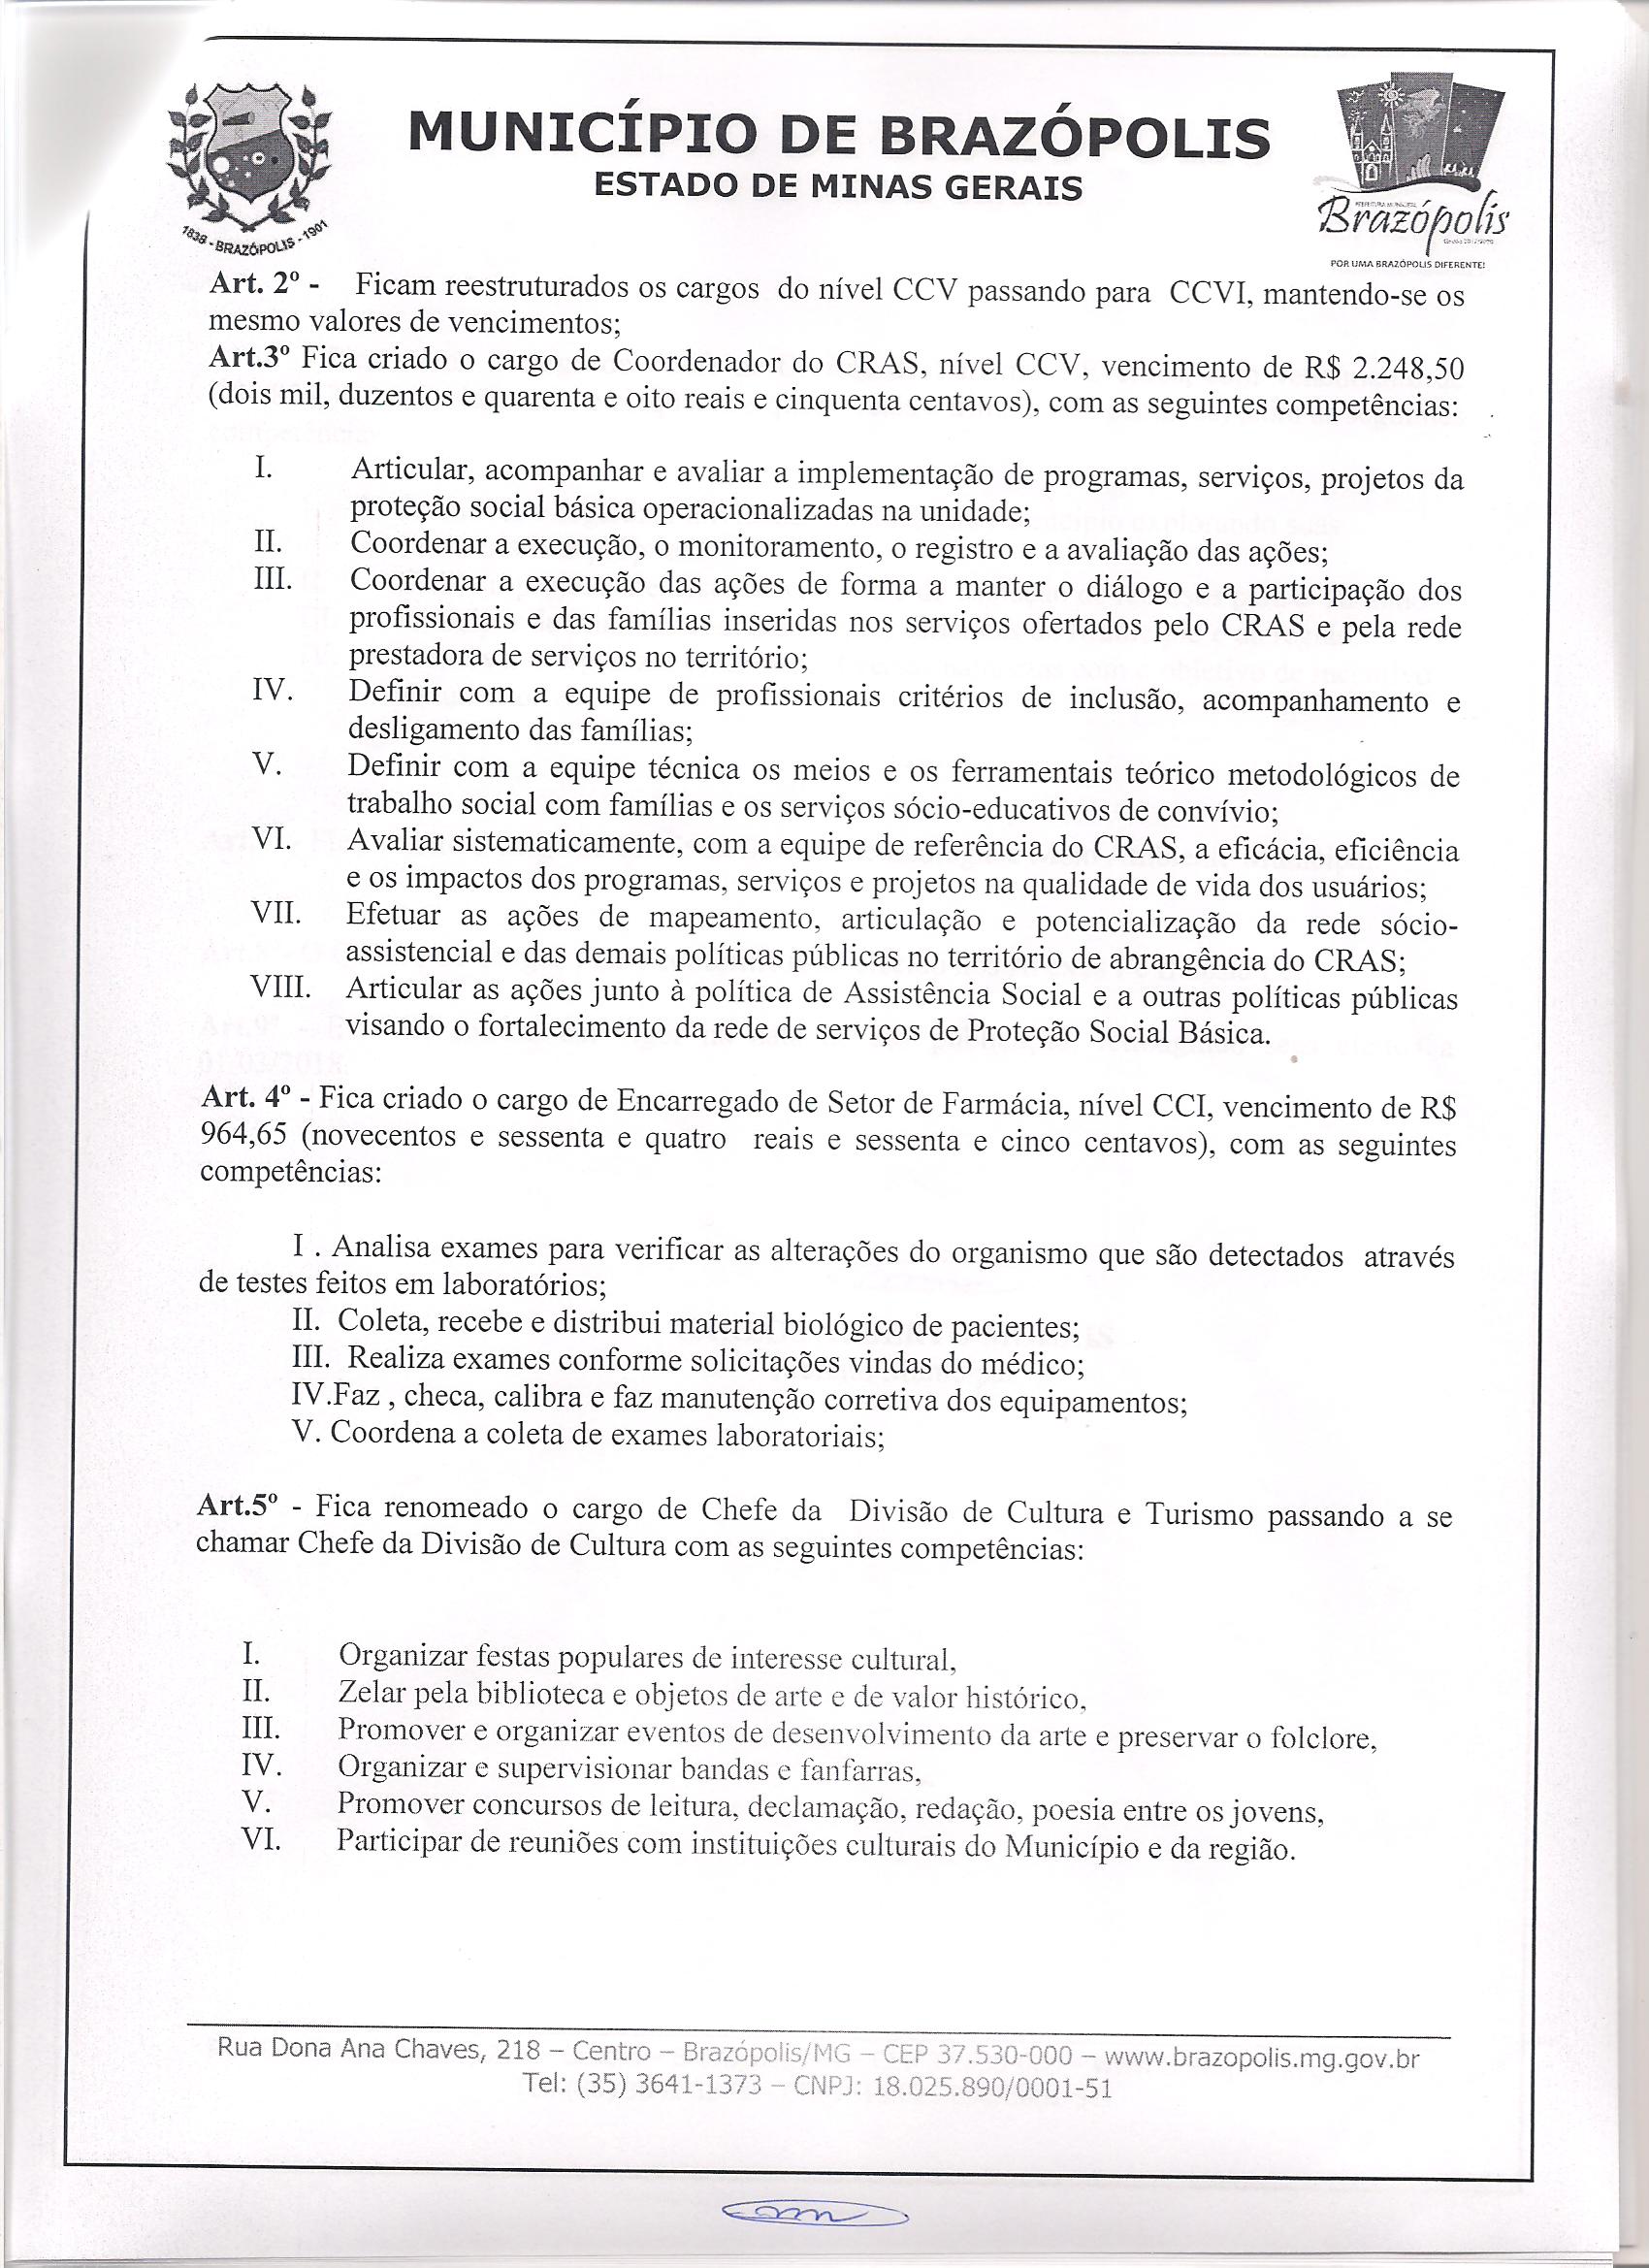 MUNICÍPIO DE BRAZÓPOLIS
ESTADO DE MINAS GERAIS
1838 - BRAZÓPOLIS - 1901
Brazópolis
POR UMA BRAZÓPOLIS DIFERENTE!
Art. 2º - Ficam reestruturados os cargos do nível CCV passando para CCVI, mantendo-se os
mesmo valores de vencimentos;
Art.3º Fica criado o cargo de Coordenador do CRAS, nível CCV, vencimento de R$ 2.248,50
(dois mil, duzentos e quarenta e oito reais e cinquenta centavos), com as seguintes competências:
I. Articular, acompanhar e avaliar a implementação de programas, serviços, projetos da
proteção social básica operacionalizadas na unidade;
II. Coordenar a execução, o monitoramento, o registro e a avaliação das ações;
III. Coordenar a execução das ações de forma a manter o diálogo e a participação dos
profissionais e das famílias inseridas nos serviços ofertados pelo CRAS e pela rede
prestadora de serviços no território;
IV. Definir com a equipe de profissionais critérios de inclusão, acompanhamento e
desligamento das famílias;
V. Definir com a equipe técnica os meios e os ferramentais teórico metodológicos de
trabalho social com famílias e os serviços sócio-educativos de convívio;
VI. Avaliar sistematicamente, com a equipe de referência do CRAS, a eficácia, eficiência
e os impactos dos programas, serviços e projetos na qualidade de vida dos usuários;
VII. Efetuar as ações de mapeamento, articulação e potencialização da rede sócio-
assistencial e das demais políticas públicas no território de abrangência do CRAS;
VIII. Articular as ações junto à política de Assistência Social e a outras políticas públicas
visando o fortalecimento da rede de serviços de Proteção Social Básica.
Art. 4º - Fica criado o cargo de Encarregado de Setor de Farmácia, nível CCI, vencimento de R$
964,65 (novecentos e sessenta e quatro reais e sessenta e cinco centavos), com as seguintes
competências:
I . Analisa exames para verificar as alterações do organismo que são detectados através
de testes feitos em laboratórios;
II. Coleta, recebe e distribui material biológico de pacientes;
III. Realiza exames conforme solicitações vindas do médico;
IV.Faz , checa, calibra e faz manutenção corretiva dos equipamentos;
V. Coordena a coleta de exames laboratoriais;
Art.5º - Fica renomeado o cargo de Chefe da Divisão de Cultura e Turismo passando a se
chamar Chefe da Divisão de Cultura com as seguintes competências:
I. Organizar festas populares de interesse cultural,
II. Zelar pela biblioteca e objetos de arte e de valor histórico,
III. Promover e organizar eventos de desenvolvimento da arte e preservar o folclore,
IV. Organizar e supervisionar bandas e fanfarras,
V. Promover concursos de leitura, declamação, redação, poesia entre os jovens,
VI. Participar de reuniões com instituições culturais do Município e da região.
Rua Dona Ana Chaves, 218 – Centro – Brazópolis/MG – CEP 37.530-000 – www.brazopolis.mg.gov.br
Tel: (35) 3641-1373 – CNPJ: 18.025.890/0001-51